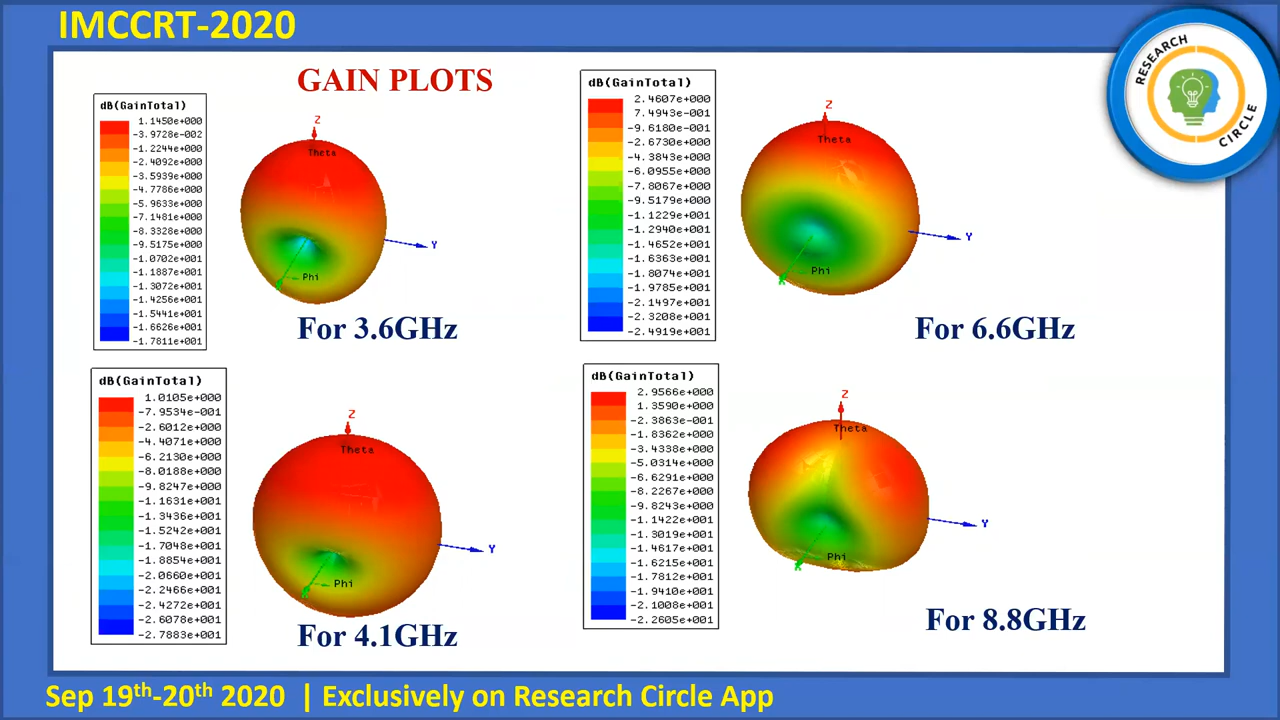 IMCCRT-2020
RESEARCH
CIRCLE
GAIN PLOTS
dB(GainTotal)
1.1450e+000
-3.9728e-002
-1.2244e+000
-2.4092e+000
-3.5939e+000
-4.7786e+000
-5.9633e+000
-7.1481e+000
-8.3328e+000
-9.5175e+000
-1.0702e+001
-1.1887e+001
-1.3072e+001
-1.4256e+001
-1.5441e+001
-1.6626e+001
-1.7811e+001
Z
Theta
Y
Phi
For 3.6GHz
dB(GainTotal)
2.4607e+000
7.4943e-001
-9.6180e-001
-2.6730e+000
-4.3843e+000
-6.0955e+000
-7.8067e+000
-9.5179e+000
-1.1229e+001
-1.2940e+001
-1.4652e+001
-1.6363e+001
-1.8074e+001
-1.9785e+001
-2.1497e+001
-2.3208e+001
-2.4919e+001
Z
Theta
Y
Phi
X
For 6.6GHz
dB(GainTotal)
1.0105e+000
-7.9534e-001
-2.6012e+000
-4.4071e+000
-6.2130e+000
-8.0188e+000
-9.8247e+000
-1.1631e+001
-1.3436e+001
-1.5242e+001
-1.7048e+001
-1.8854e+001
-2.0660e+001
-2.2466e+001
-2.4272e+001
-2.6078e+001
-2.7883e+001
Z
Theta
Y
Phi
For 4.1GHz
dB(GainTotal)
2.9566e+000
1.3590e+000
-2.3863e-001
-1.8362e+000
-3.4338e+000
-5.0314e+000
-6.6291e+000
-8.2267e+000
-9.8243e+000
-1.1422e+001
-1.3019e+001
-1.4617e+001
-1.6215e+001
-1.7812e+001
-1.9410e+001
-2.1008e+001
-2.2605e+001
Z
Theta
Y
Phi
X
For 8.8GHz
Sep 19th-20th 2020 | Exclusively on Research Circle App